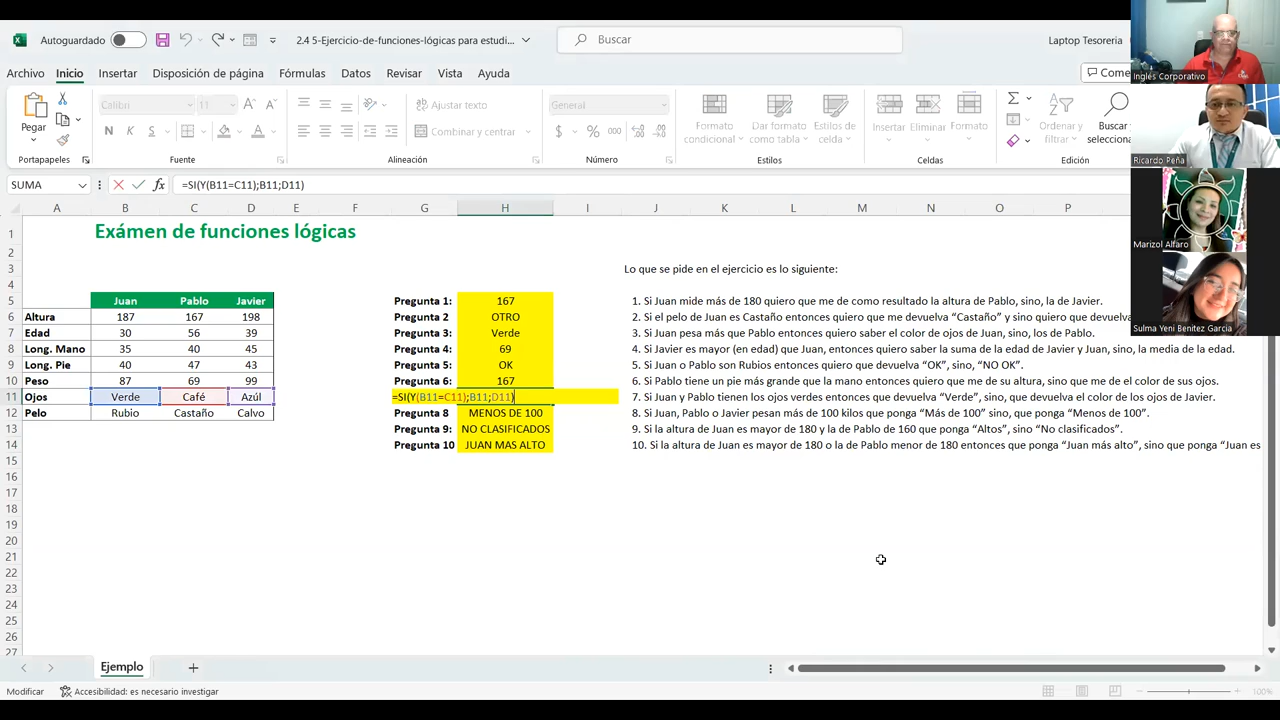 Autoguardado
2.4 5-Ejercicio-de-funciones-lógicas para estudi...
Buscar
Laptop Tesoreria
Archivo Inicio Insertar Disposición de página Fórmulas Datos Revisar Vista Ayuda
Come
Inglés Corporativo
Pegar
Calibri 11
N K S
Ajustar texto
Combinar y centrar
General
$ % 000
Formato condicional
Dar formato como tabla
Estilos de celda
Insertar Eliminar Formato
Ordenar y filtrar
Buscar y seleccionar
Portapapeles Fuente Alineación Número Estilos Celdas Edición
Ricardo Peña
SUMA
fx =SI(Y(B11=C11);B11;D11)
A B C D E F G H I J K L M N O P
1 Exámen de funciones lógicas
2
Marizol Alfaro
3 Lo que se pide en el ejercicio es lo siguiente:
4
5 Juan Pablo Javier Pregunta 1: 167 1. Si Juan mide más de 180 quiero que me de como resultado la altura de Pablo, sino, la de Javier.
6 Altura 187 167 198 Pregunta 2 OTRO 2. Si el pelo de Juan es Castaño entonces quiero que me devuelva “Castaño” y sino quiero que devuelva
Sulma Yeni Benitez Garcia
7 Edad 30 56 39 Pregunta 3: Verde 3. Si Juan pesa más que Pablo entonces quiero saber el color de ojos de Juan, sino, los de Pablo.
8 Long. Mano 35 40 45 Pregunta 4: 69 4. Si Javier es mayor (en edad) que Juan, entonces quiero saber la suma de la edad de Javier y Juan, sino, la media de la edad.
9 Long. Pie 40 47 43 Pregunta 5: OK 5. Si Juan o Pablo son Rubios entonces devuelva “OK”, sino, “NO OK”.
10 Peso 87 69 99 Pregunta 6: 167 6. Si Pablo tiene un pie más grande que la mano entonces quiero que me de su altura, sino que me de el color de sus ojos.
11 Ojos Verde Café Azúl =SI(Y(B11=C11);B11;D11) 7. Si Juan y Pablo tienen los ojos verdes entonces que devuelva “Verde”, sino, que devuelva el color de los ojos de Javier.
12 Pelo Rubio Castaño Calvo Pregunta 8 MENOS DE 100 8. Si Juan, Pablo o Javier pesan más de 100 kilos que ponga “Más de 100” sino, que ponga “Menos de 100”.
13 Pregunta 9: NO CLASIFICADOS 9. Si la altura de Juan es mayor de 180 y la de Pablo de 160 que ponga “Altos”, sino “No clasificados”.
14 Pregunta 10 JUAN MAS ALTO 10. Si la altura de Juan es mayor de 180 o la de Pablo menor de 180 entonces que ponga “Juan más alto”, sino que ponga “Juan es
15
16
17
18
19
20
21
22
23
24
25
26
27
Ejemplo
Modificar Accesibilidad: es necesario investigar
100%